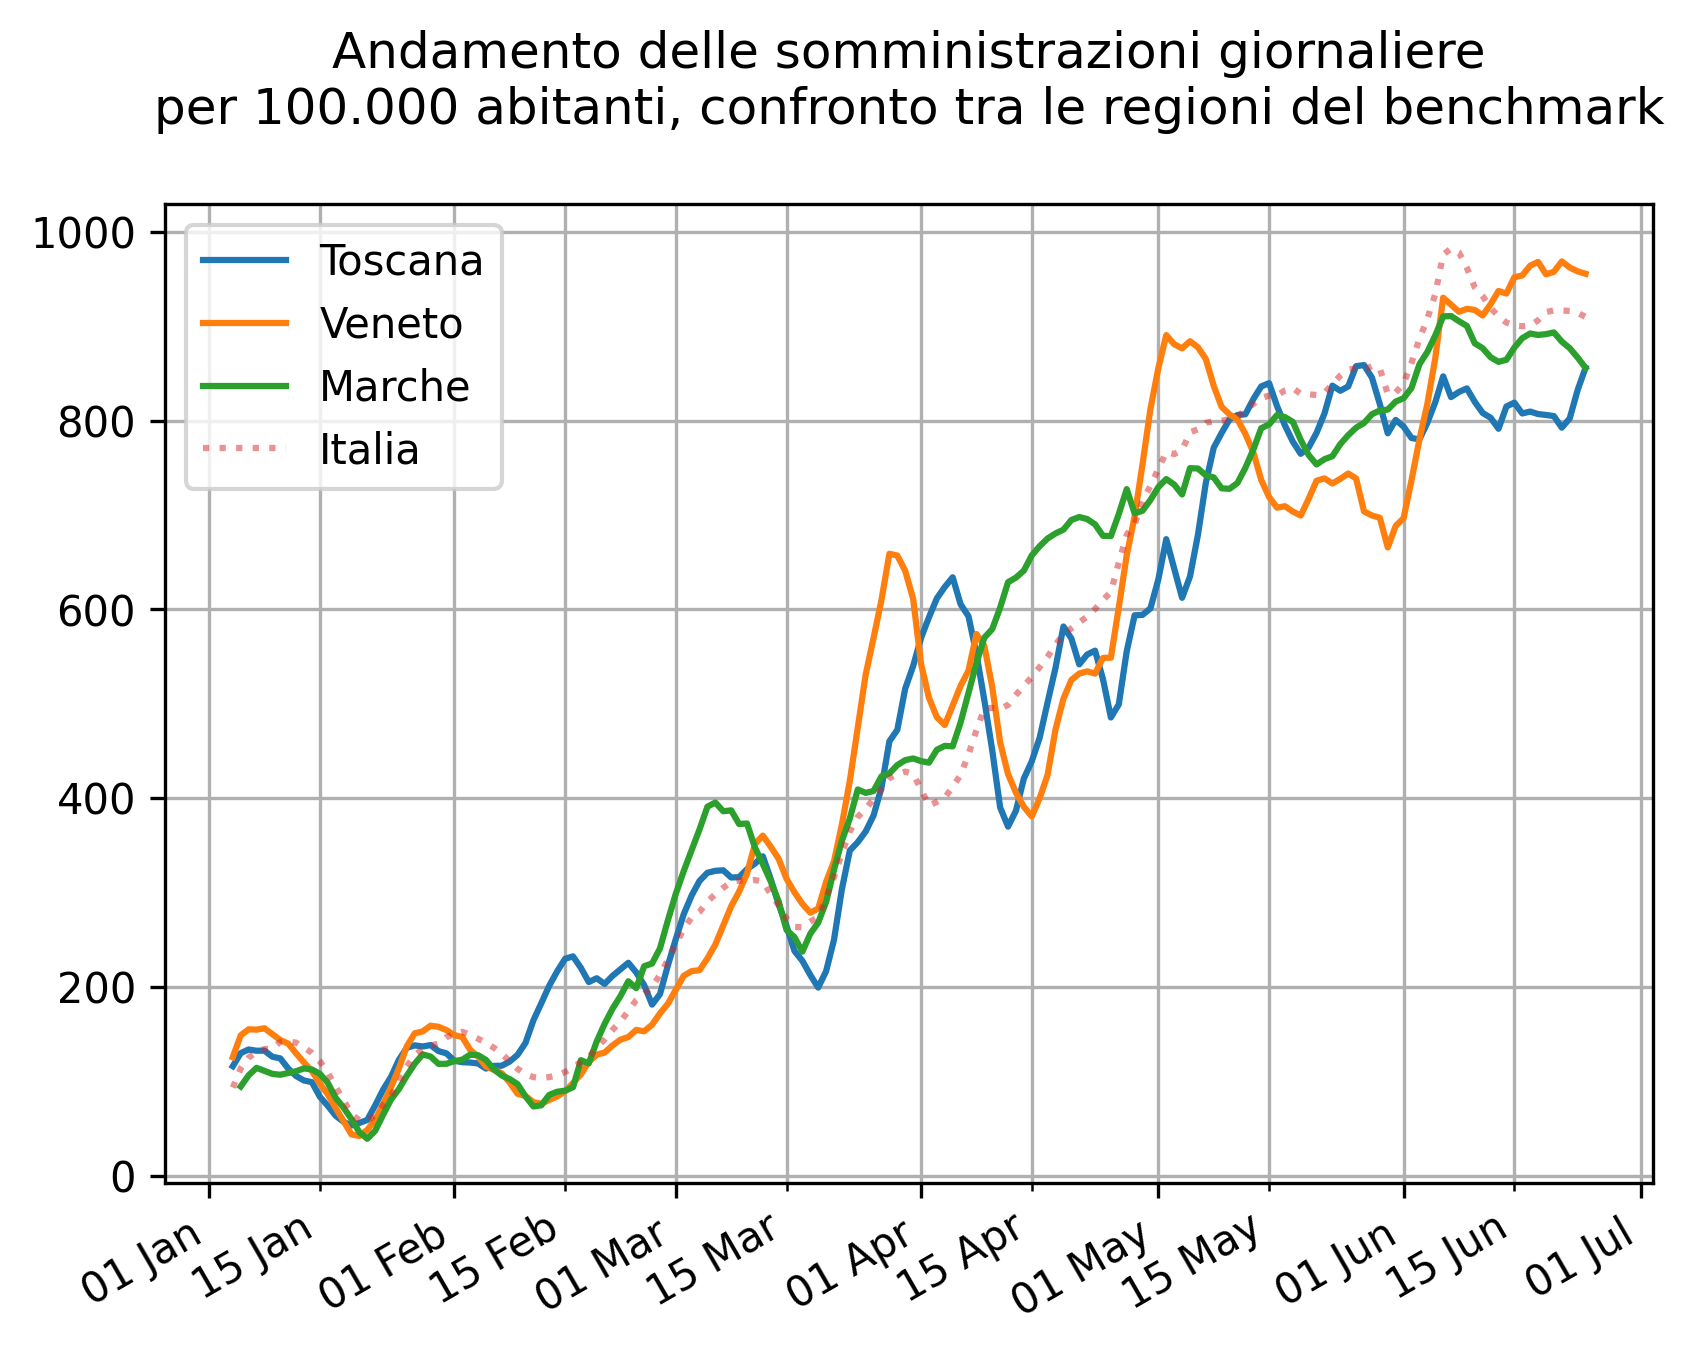 Andamento delle somministrazioni giornaliere
per 100.000 abitanti, confronto tra le regioni del benchmark
1000
800
600
400
200
0
Toscana
Veneto
Marche
Italia
01 Jan
15 Jan
01 Feb
15 Feb
01 Mar
15 Mar
01 Apr
15 Apr
01 May
15 May
01 Jun
15 Jun
01 Jul